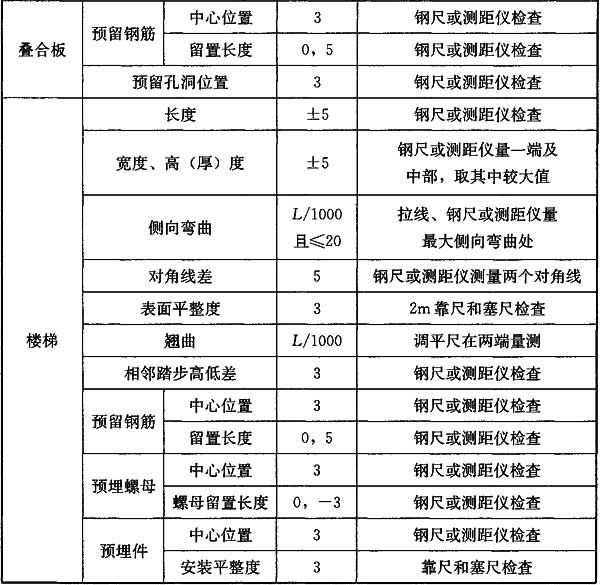 叠合板
预留钢筋
中心位置 3 钢尺或测距仪检查
留置长度 0，5 钢尺或测距仪检查
预留孔洞位置 3 钢尺或测距仪检查
楼梯
长度 ±5 钢尺或测距仪检查
宽度、高（厚）度 ±5 钢尺或测距仪量一端及
中部，取其中较大值
侧向弯曲 L/1000
且≤20
拉线、钢尺或测距仪量
最大侧向弯曲处
对角线差 5 钢尺或测距仪测量两个对角线
表面平整度 3 2m靠尺和塞尺检查
翘曲 L/1000 调平尺在两端量测
相邻踏步高低差 3 钢尺或测距仪检查
预留钢筋
中心位置 3 钢尺或测距仪检查
留置长度 0，5 钢尺或测距仪检查
预埋螺母
中心位置 3 钢尺或测距仪检查
螺母留置长度 0，－3 钢尺或测距仪检查
预埋件
中心位置 3 钢尺或测距仪检查
安装平整度 3 靠尺和塞尺检查